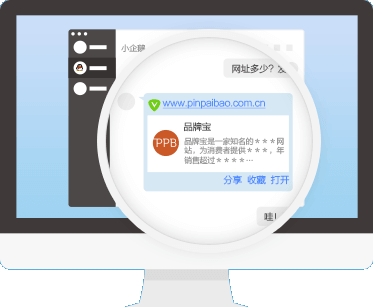 小企鹅
网址多少？发
www.pinpaibao.com.cn
PPB
品牌宝
品牌宝是一家知名的＊＊＊网
站，为消费者提供＊＊＊，年
销售超过＊＊＊＊…
分享 收藏 打开
哇！